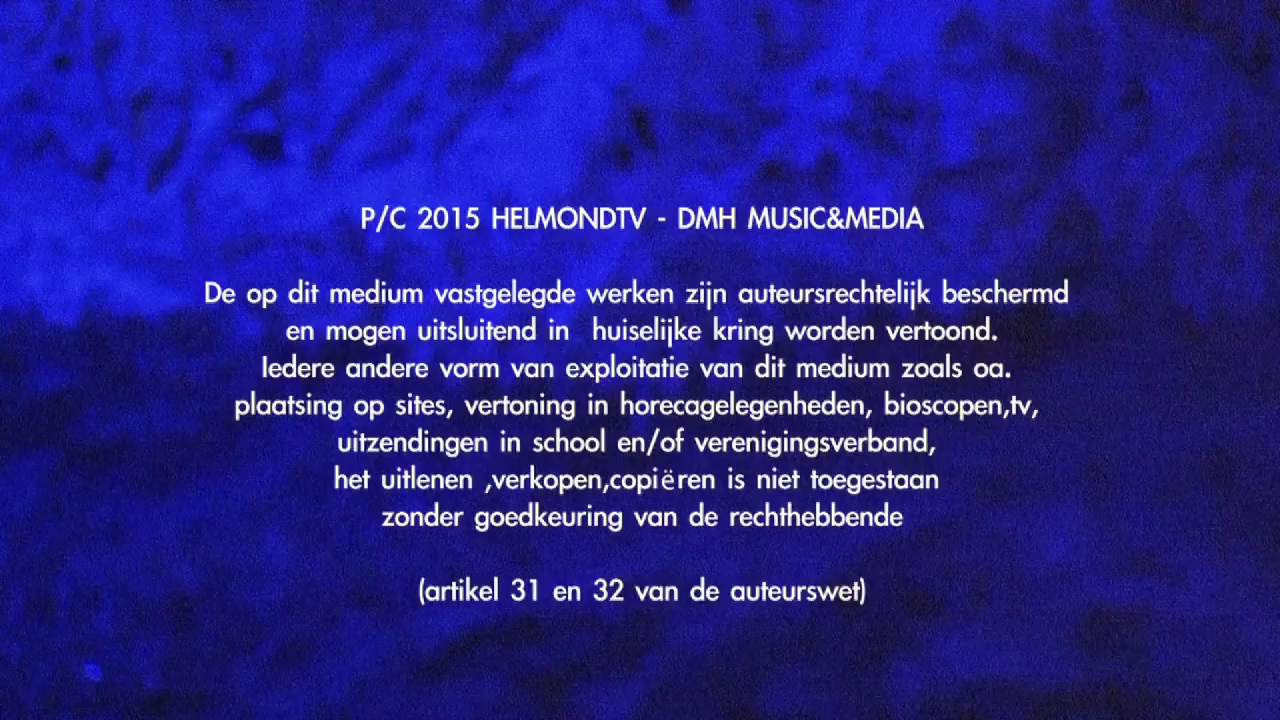 P/C 2015 HELMONDTV - DMH MUSIC&MEDIA
De op dit medium vastgelegde werken zijn auteursrechtelijk beschermd
en mogen uitsluitend in  huiselijke kring worden vertoond.
Iedere andere vorm van exploitatie van dit medium zoals oa.
plaatsing op sites, vertoning in horecagelegenheden, bioscopen,tv,
uitzendingen in school en/of verenigingsverband,
het uitlenen ,verkopen,copiëren is niet toegestaan
zonder goedkeuring van de rechthebbende
(artikel 31 en 32 van de auteurswet)